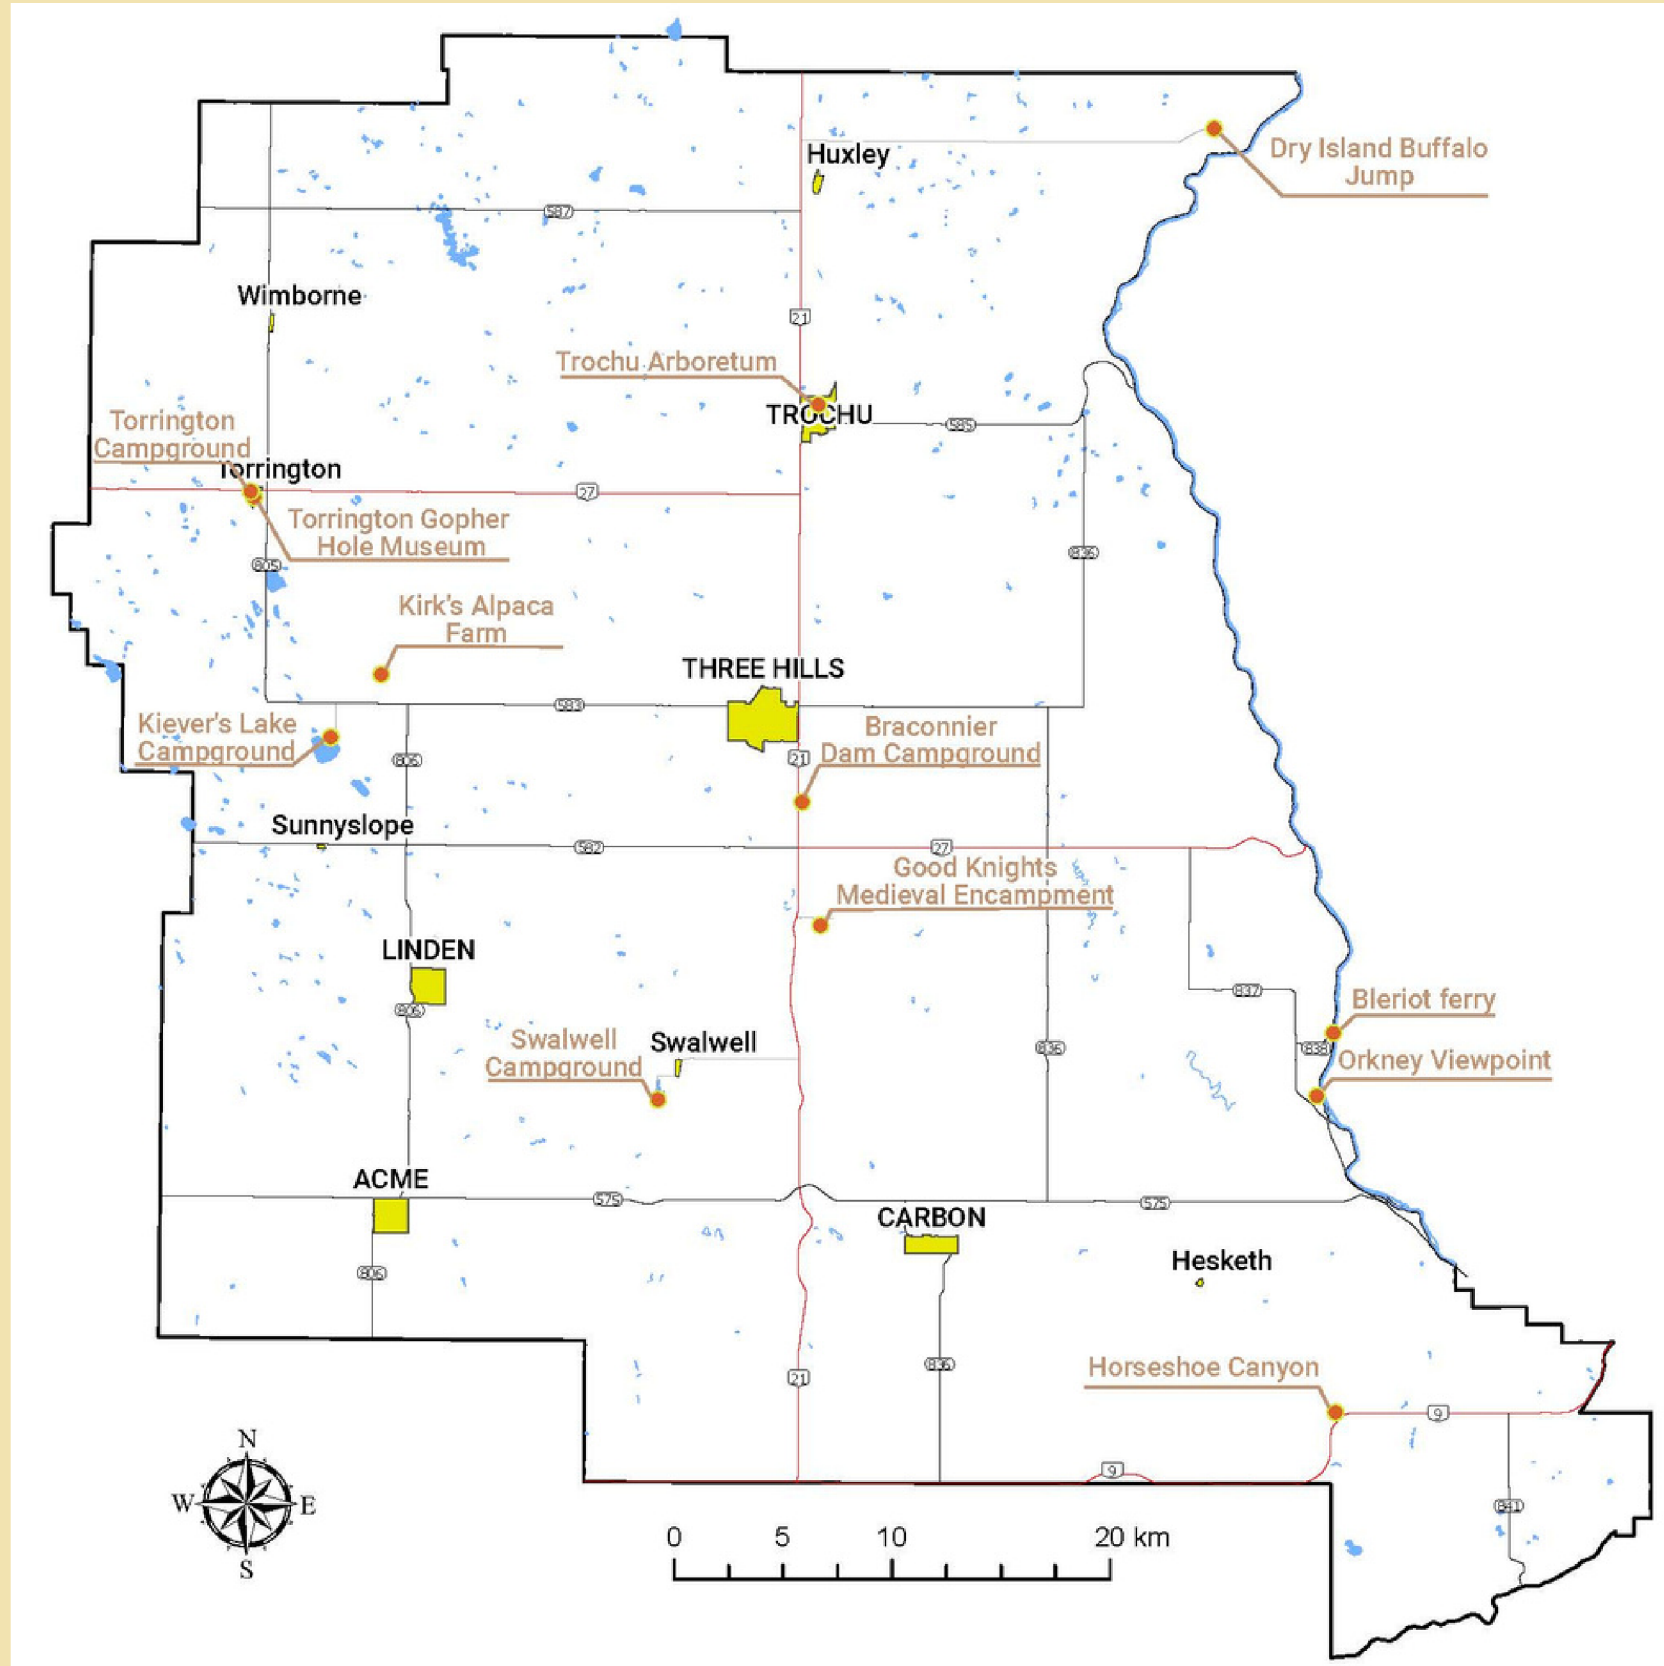 Huxley
Dry Island Buffalo
Jump
587
Wimborne
21
Trochu Arboretum
TROCHU
585
Torrington
Campground
Torrington
27
Torrington Gopher
Hole Museum
836
805
Kirk's Alpaca
Farm
THREE HILLS
583
Kiever's Lake
Campground
Braconnier
Dam Campground
806
21
Sunnyslope
582
27
Good Knights
Medieval Encampment
LINDEN
837
Bleriot ferry
806
Swalwell
Campground
Swalwell
836
838
Orkney Viewpoint
ACME
575
575
CARBON
Hesketh
806
836
Horseshoe Canyon
21
9
9
841
N
W
E
S
0 5 10 20 km